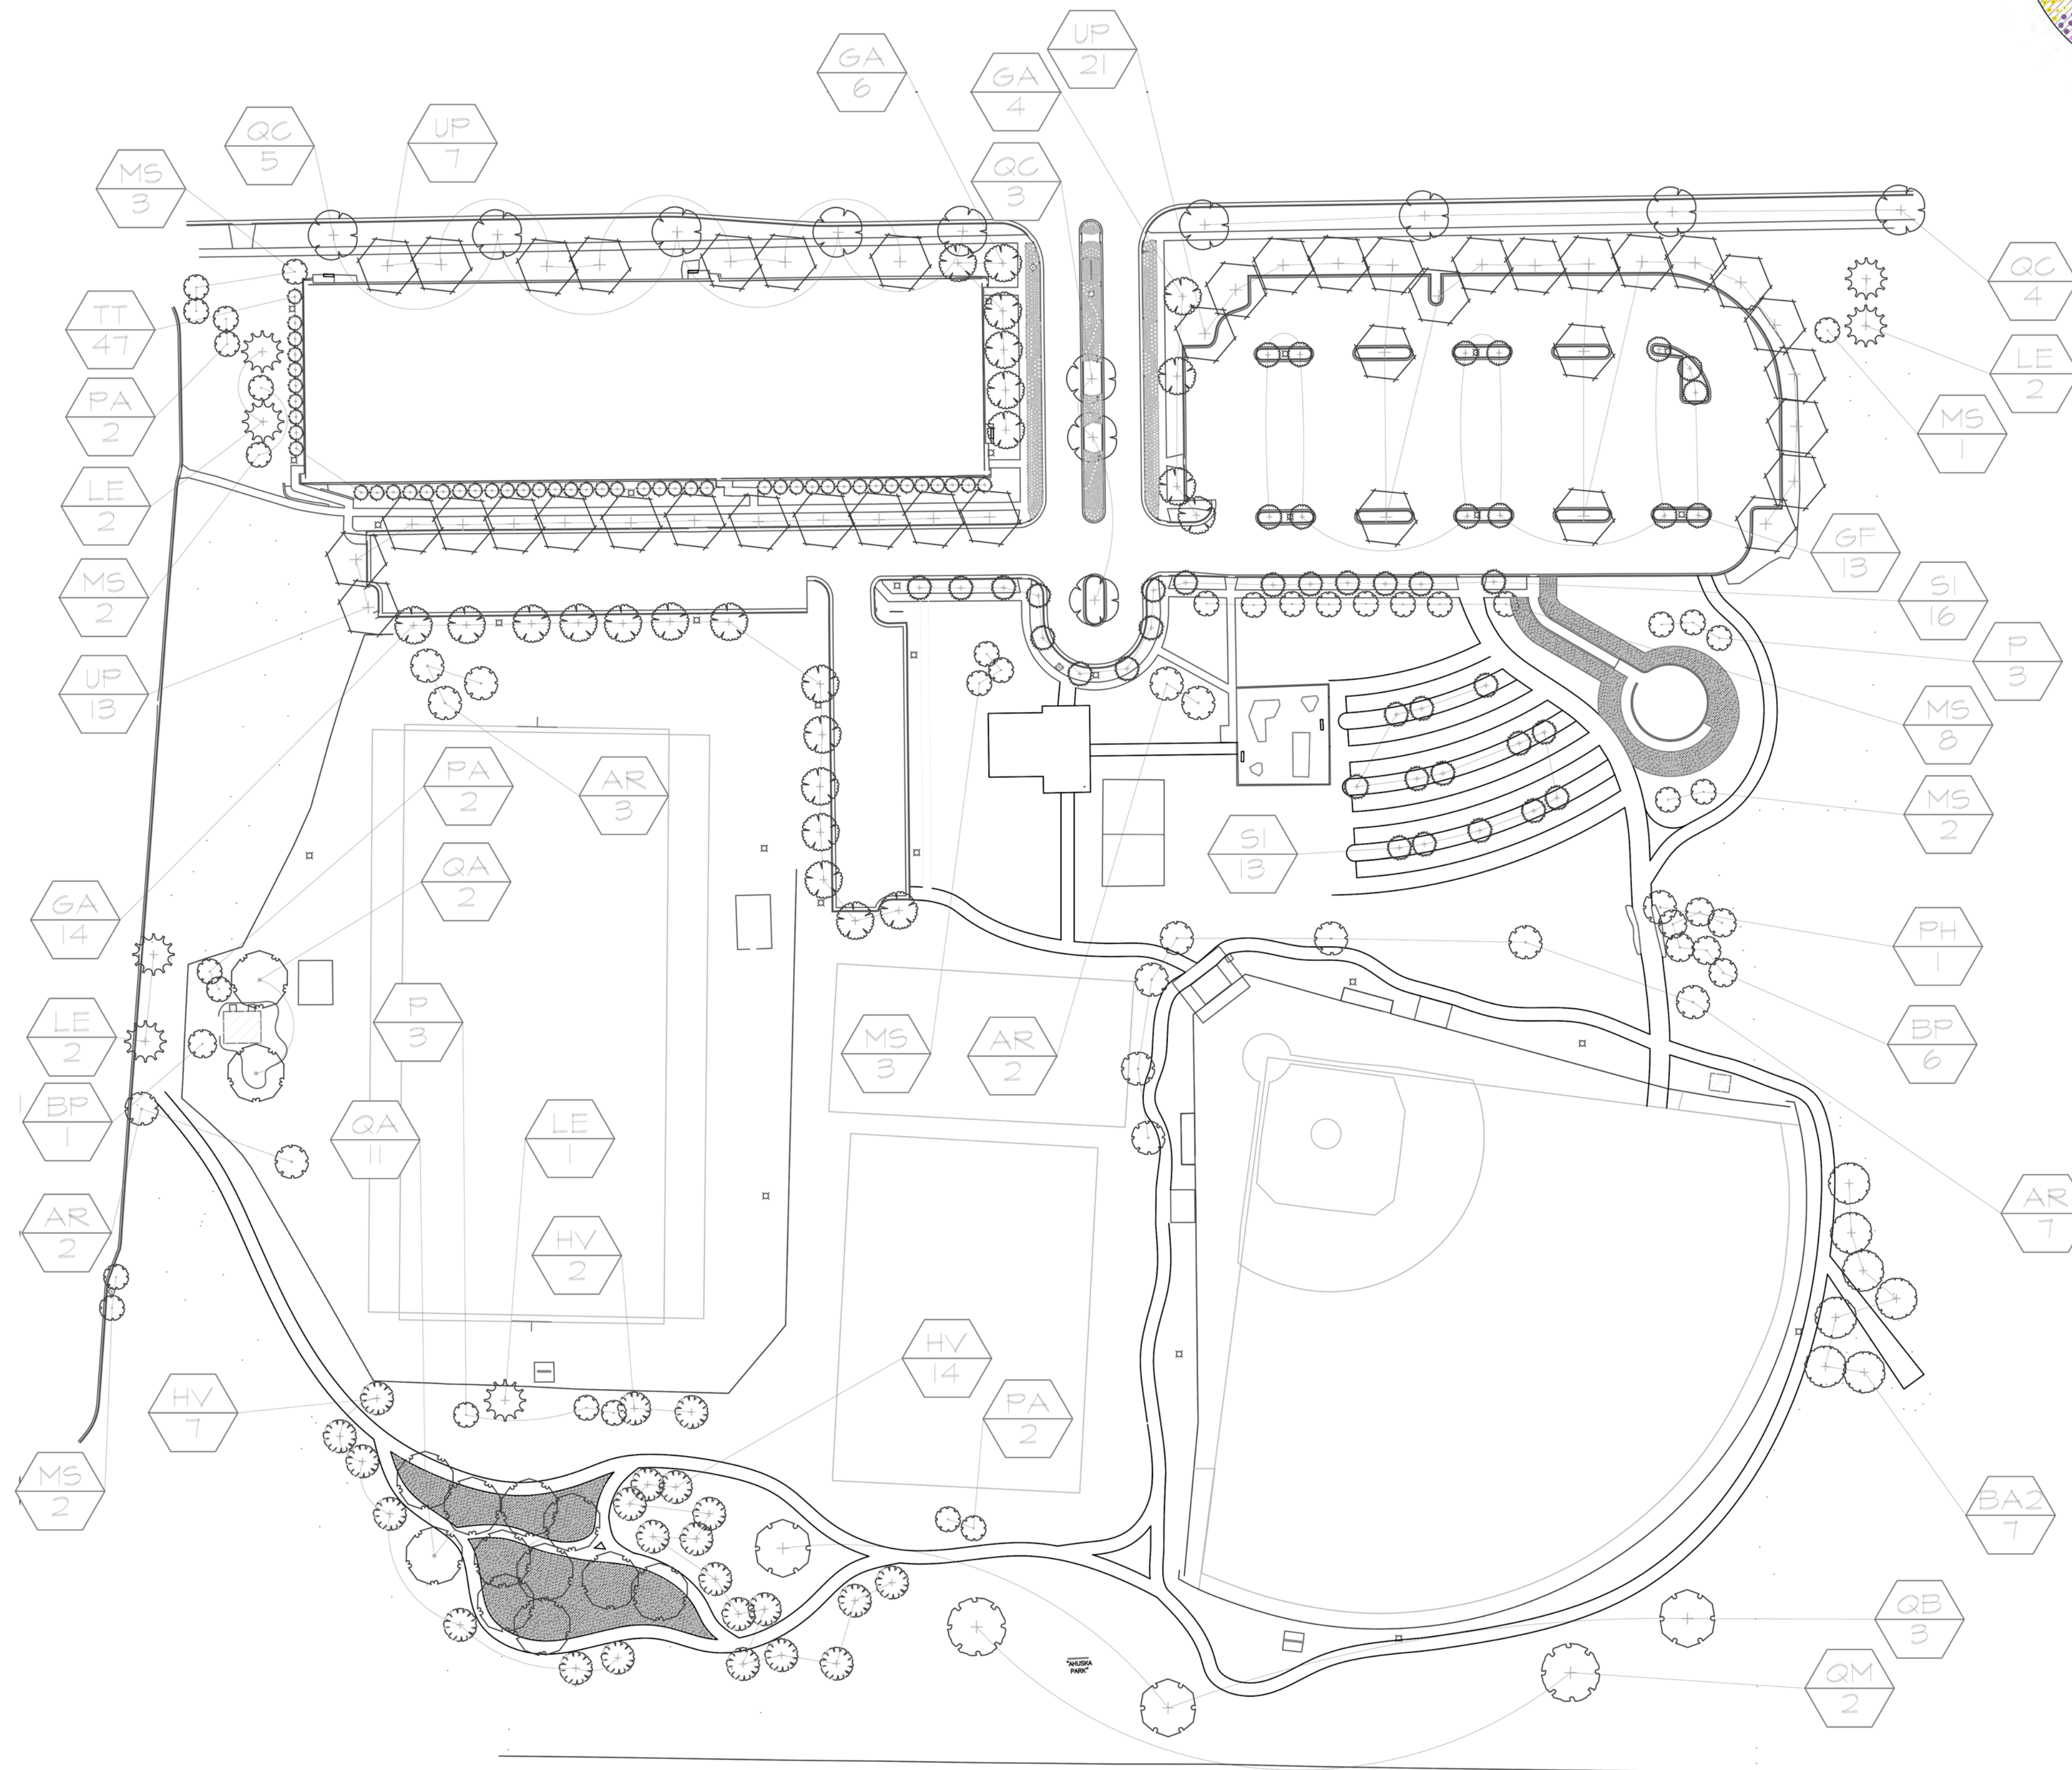 UP
21
GA
6
GA
4
QC
5
UP
7
QC
3
MS
3
QC
4
TT
47
LE
2
PA
2
MS
1
LE
2
GF
13
MS
2
SI
16
UP
13
P
3
MS
8
PA
2
AR
3
MS
2
QA
2
SI
13
GA
14
PH
1
P
3
LE
2
MS
3
AR
2
BP
6
BP
1
QA
11
LE
1
AR
2
AR
7
HV
2
HV
14
HV
7
PA
2
MS
2
BA2
7
QB
3
"AHUSKA
PARK"
QM
2